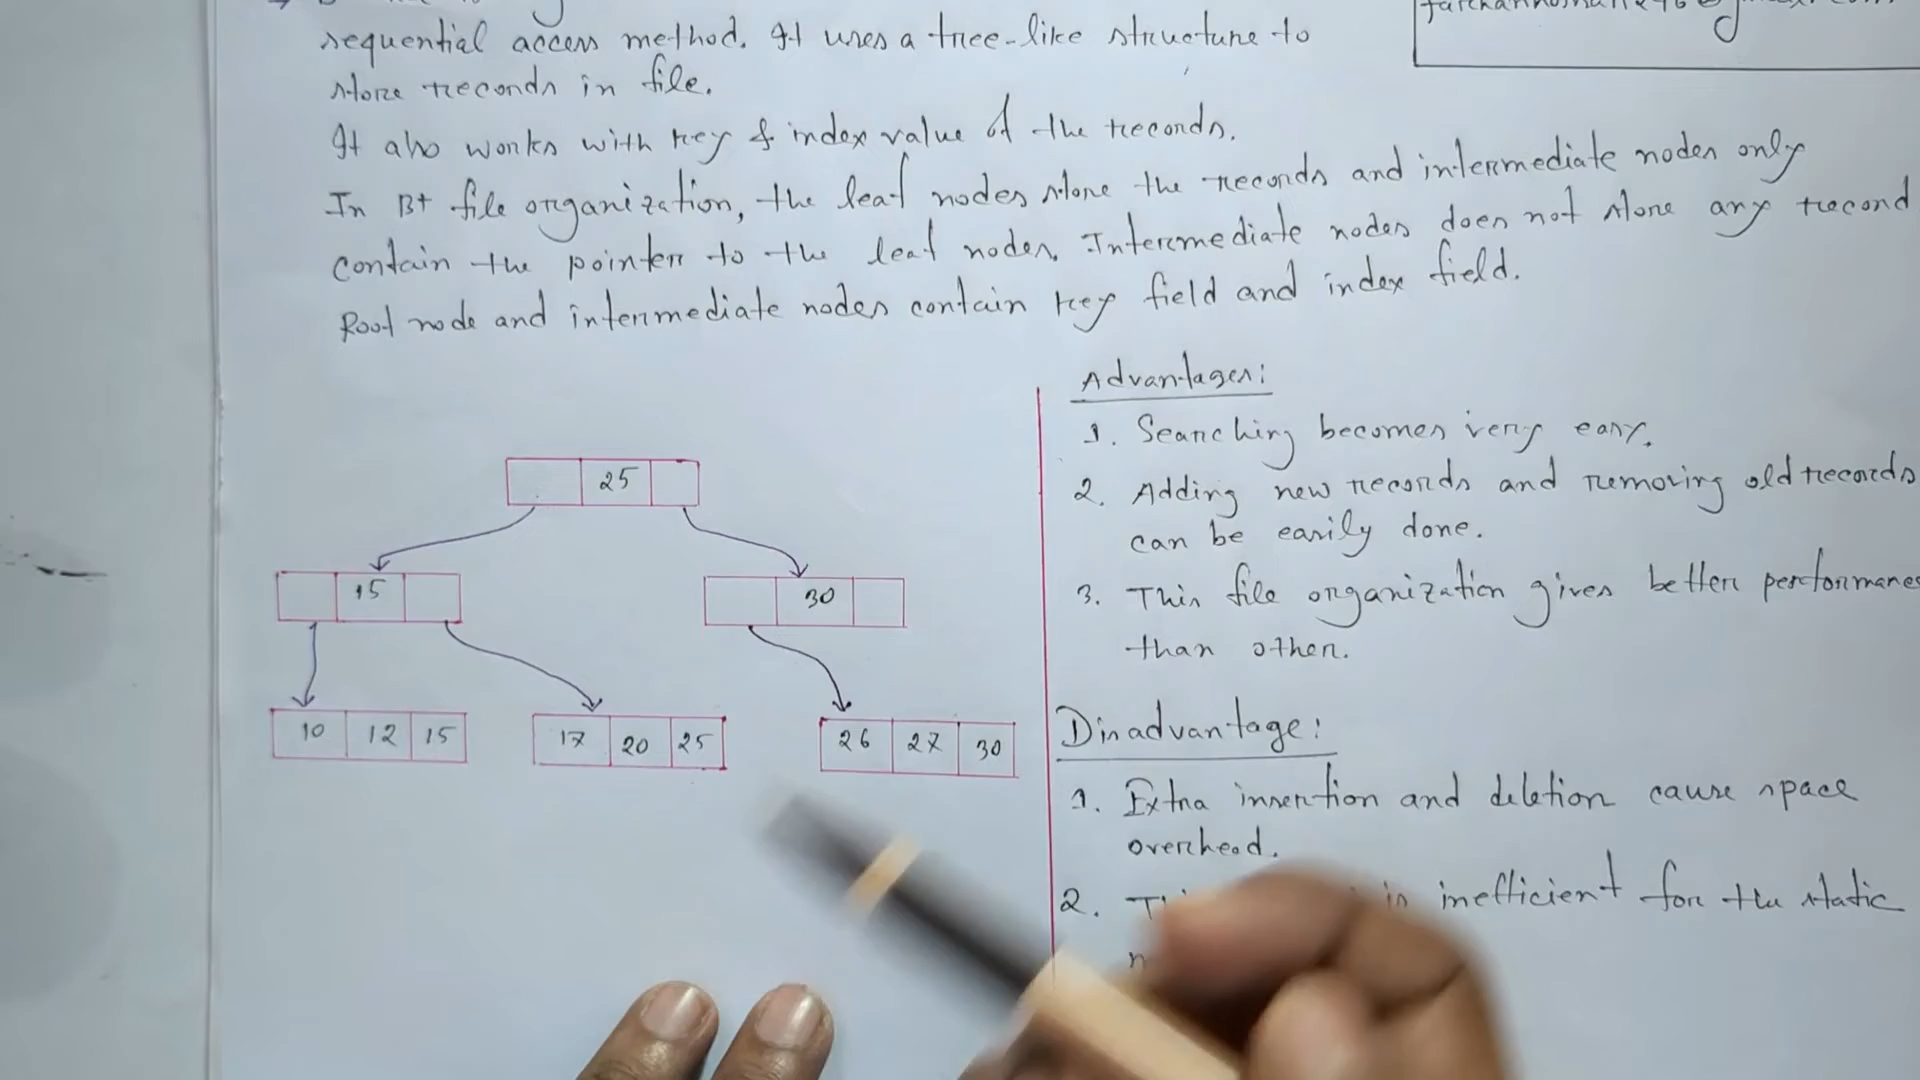 sequential access method. It uses a tree-like structure to
store records in file.
It also works with key & index value of the records.
In B+ file organization, the leaf nodes store the records and intermediate nodes only
contain the pointer to the leaf nodes. Intermediate nodes does not store any record
Root node and intermediate nodes contain key field and index field.
25
15
30
10 12 15
17 20 25
26 27 30
Advantages:
1. Searching becomes very easy.
2. Adding new records and removing old records
can be easily done.
3. This file organization gives better performance
than other.
Disadvantage:
1. Extra insertion and deletion cause space
overhead.
2. inefficient for the static